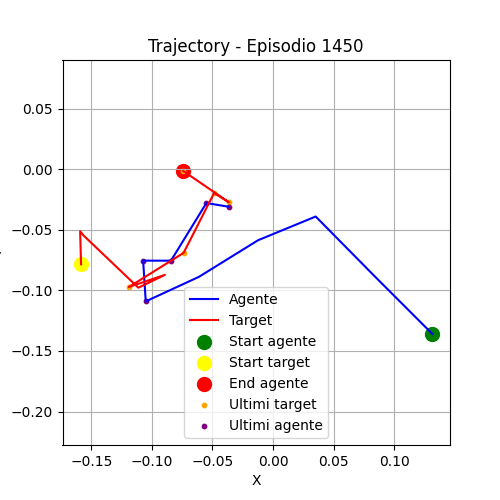 Trajectory - Episodio 1450
0.05
0.00
−0.05
−0.10
−0.15
−0.20
Agente
Target
Start agente
Start target
End agente
Ultimi target
Ultimi agente
−0.15
−0.10
−0.05
0.00
0.05
0.10
X